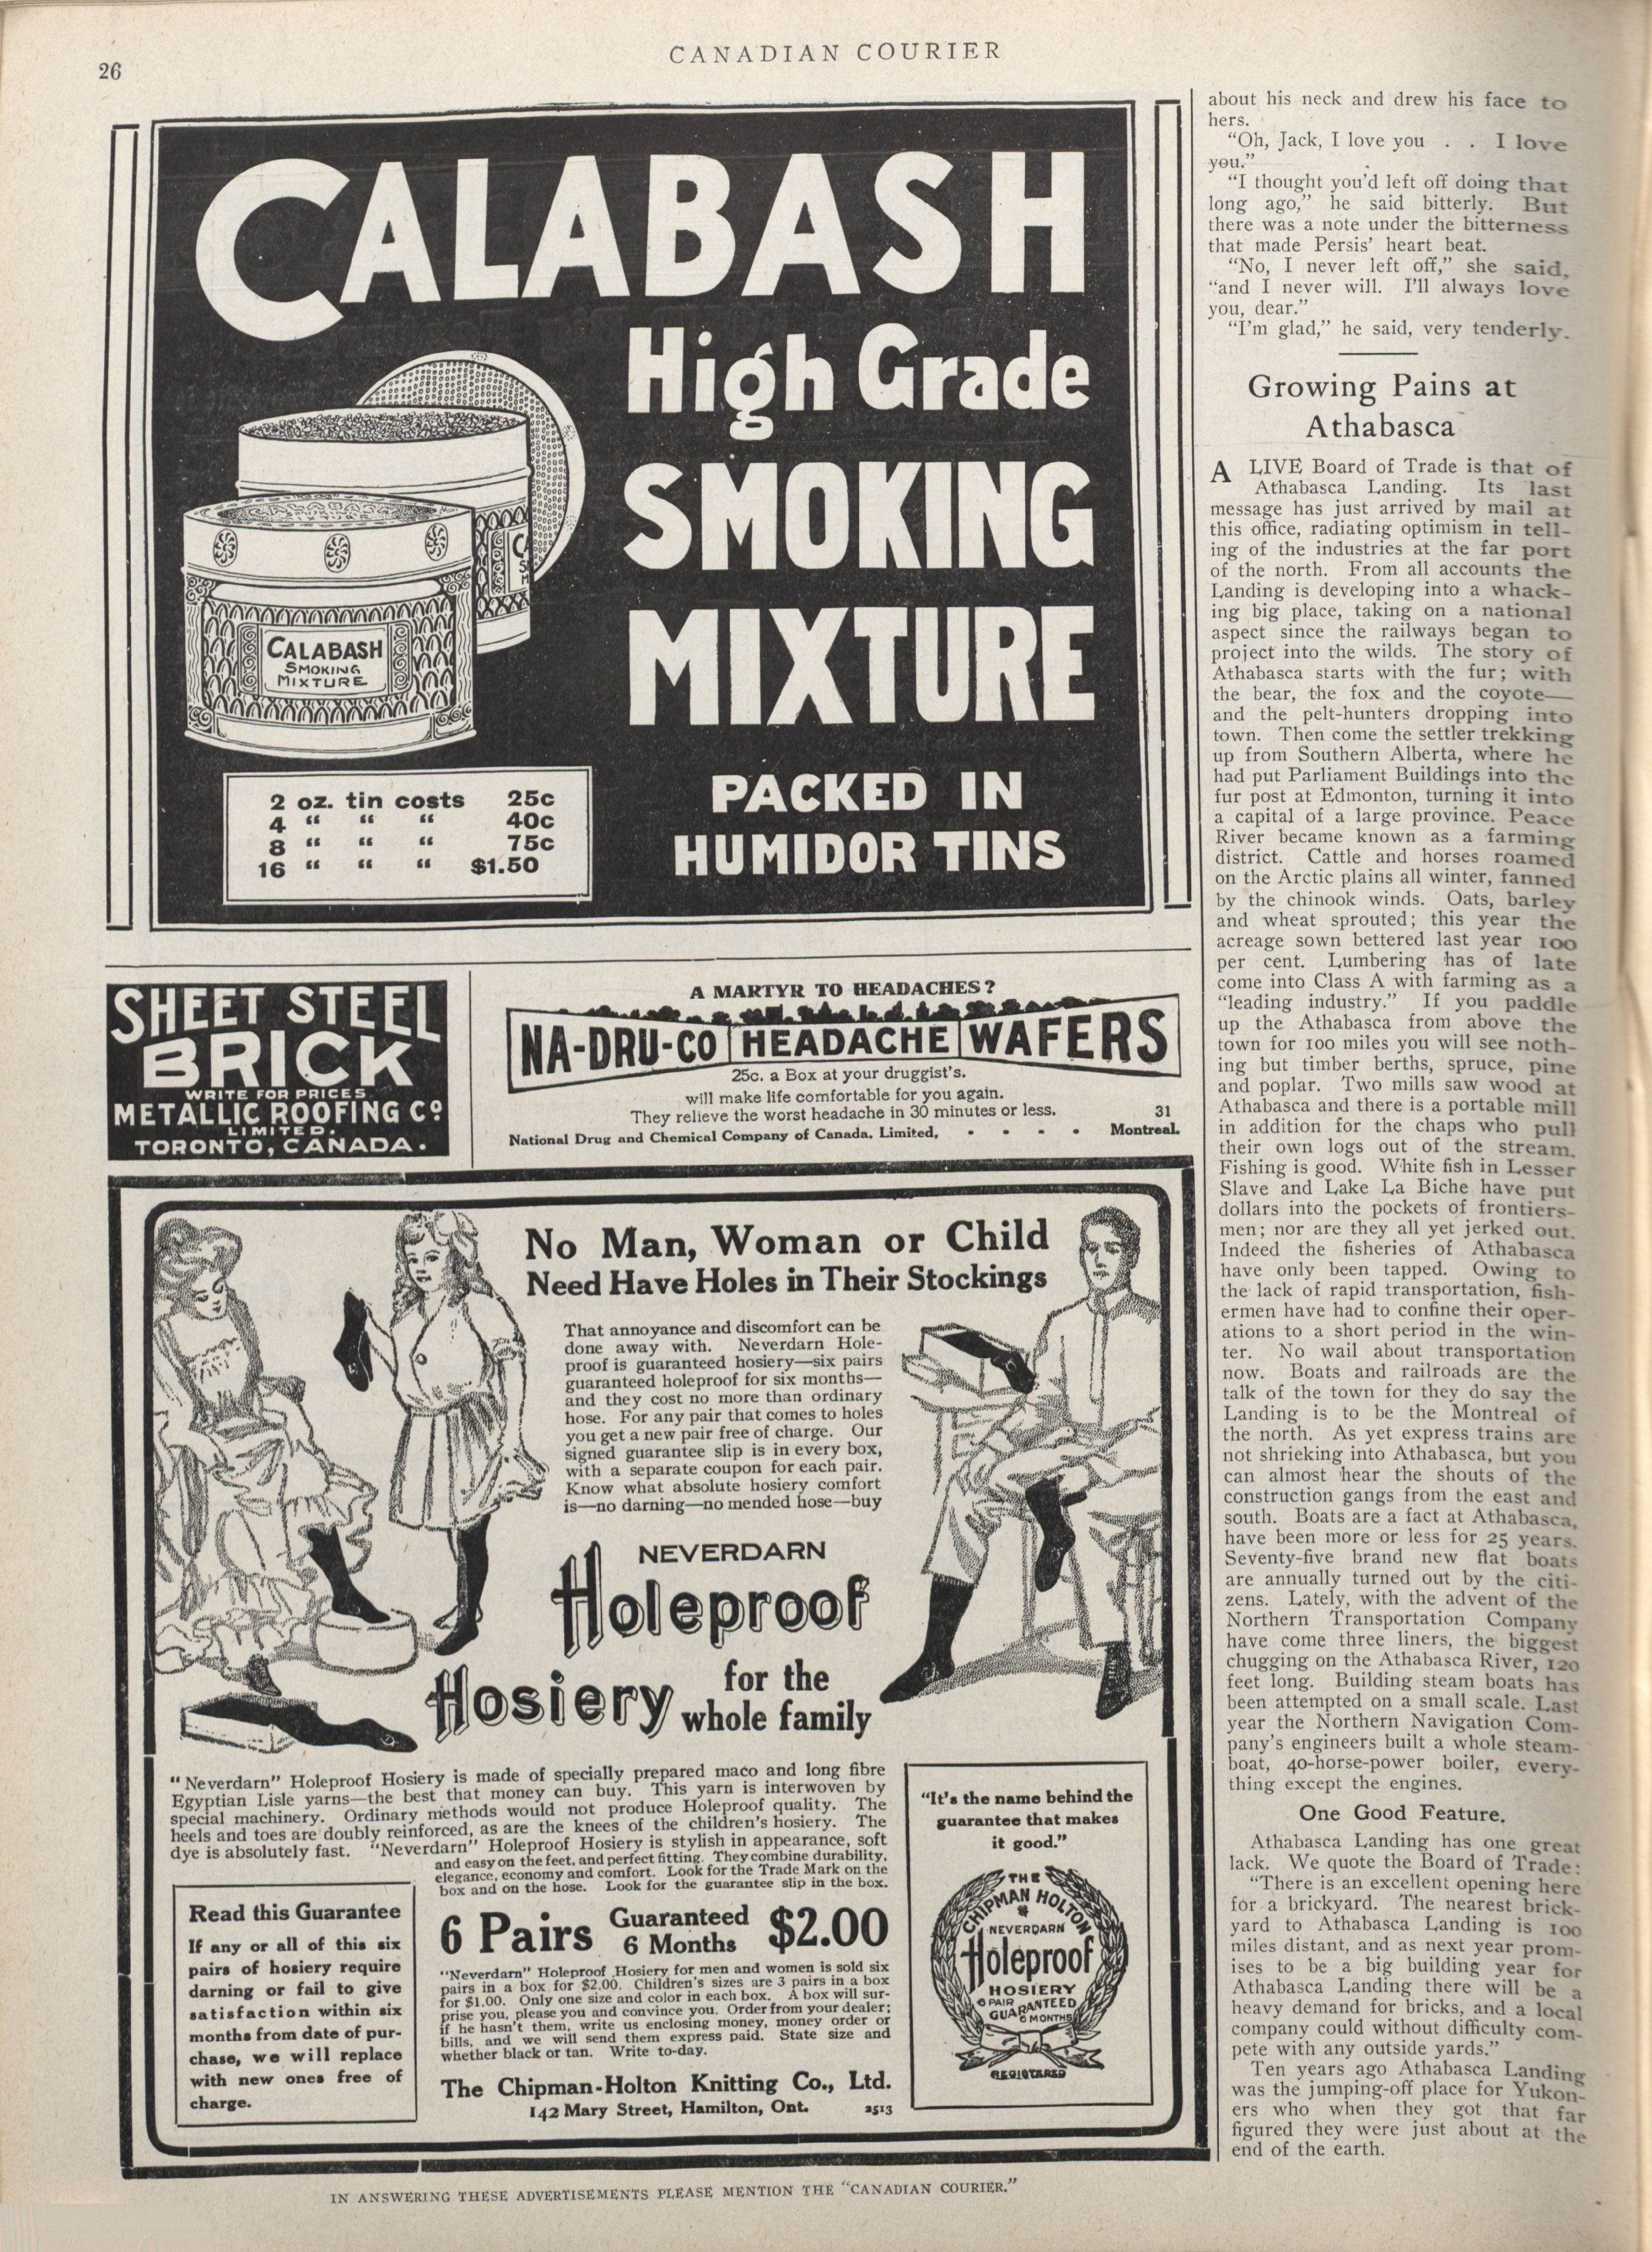 26
CANADIAN COURIER
CALABASH
High Grade
SMOKING
MIXTURE
CALABASH
SMOKING
MIXTURE
PACKED IN
HUMIDOR TINS
2 oz. tin costs 25c
4 “ “ “ 40c
8 “ “ “ 75c
16 “ “ “ $1.50
SHEET STEEL
BRICK
WRITE FOR PRICES
METALLIC ROOFING Co
LIMITED.
TORONTO, CANADA.
A MARTYR TO HEADACHES?
NA-DRU-CO HEADACHE WAFERS
25c. a Box at your druggist's.
will make life comfortable for you again.
They relieve the worst headache in 30 minutes or less. 31
National Drug and Chemical Company of Canada, Limited, - - - - Montreal.
No Man, Woman or Child
Need Have Holes in Their Stockings
That annoyance and discomfort can be
done away with. Neverdarn Hole-
proof is guaranteed hosiery—six pairs
guaranteed holeproof for six months—
and they cost no more than ordinary
hose. For any pair that comes to holes
you get a new pair free of charge. Our
signed guarantee slip is in every box,
with a separate coupon for each pair.
Know what absolute hosiery comfort
is—no darning—no mended hose—buy
NEVERDARN
Holeproof
Hosiery for the
whole family
“Neverdarn” Holeproof Hosiery is made of specially prepared maco and long fibre
Egyptian Lisle yarns—the best that money can buy. This yarn is interwoven by
special machinery. Ordinary methods would not produce Holeproof quality. The
heels and toes are doubly reinforced, as are the knees of the children's hosiery. The
dye is absolutely fast. “Neverdarn” Holeproof Hosiery is stylish in appearance, soft
and easy on the feet, and perfect fitting. They combine durability,
elegance, economy and comfort. Look for the Trade Mark on the
box and on the hose. Look for the guarantee slip in the box.
Read this Guarantee
If any or all of this six
pairs of hosiery require
darning or fail to give
satisfaction within six
months from date of pur-
chase, we will replace
with new ones free of
charge.
6 Pairs Guaranteed
6 Months $2.00
“Neverdarn” Holeproof Hosiery for men and women is sold six
pairs in a box for $2.00. Children's sizes are 3 pairs in a box
for $1.00. Only one size and color in each box. A box will sur-
prise you, please you and convince you. Order from your dealer;
if he hasn't them, write us enclosing money, money order or
bills, and we will send them express paid. State size and
whether black or tan. Write to-day.
The Chipman-Holton Knitting Co., Ltd.
142 Mary Street, Hamilton, Ont. 2513
“It's the name behind the
guarantee that makes
it good.”
THE
CHIPMAN HOLTON
NEVERDARN
Holeproof
HOSIERY
6 PAIR GUARANTEED
6 MONTHS
REGISTERED
IN ANSWERING THESE ADVERTISEMENTS PLEASE MENTION THE “CANADIAN COURIER.”
about his neck and drew his face to
hers.
“Oh, Jack, I love you . . I love
you.”
“I thought you'd left off doing that
long ago,” he said bitterly. But
there was a note under the bitterness
that made Persis' heart beat.
“No, I never left off,” she said,
“and I never will. I'll always love
you, dear.”
“I'm glad,” he said, very tenderly.
Growing Pains at
Athabasca
A LIVE Board of Trade is that of
Athabasca Landing. Its last
message has just arrived by mail at
this office, radiating optimism in tell-
ing of the industries at the far port
of the north. From all accounts the
Landing is developing into a whack-
ing big place, taking on a national
aspect since the railways began to
project into the wilds. The story of
Athabasca starts with the fur; with
the bear, the fox and the coyote—
and the pelt-hunters dropping into
town. Then come the settler trekking
up from Southern Alberta, where he
had put Parliament Buildings into the
fur post at Edmonton, turning it into
a capital of a large province. Peace
River became known as a farming
district. Cattle and horses roamed
on the Arctic plains all winter, fanned
by the chinook winds. Oats, barley
and wheat sprouted; this year the
acreage sown bettered last year 100
per cent. Lumbering has of late
come into Class A with farming as a
“leading industry.” If you paddle
up the Athabasca from above the
town for 100 miles you will see noth-
ing but timber berths, spruce, pine
and poplar. Two mills saw wood at
Athabasca and there is a portable mill
in addition for the chaps who pull
their own logs out of the stream.
Fishing is good. White fish in Lesser
Slave and Lake La Biche have put
dollars into the pockets of frontiers-
men; nor are they all yet jerked out.
Indeed the fisheries of Athabasca
have only been tapped. Owing to
the lack of rapid transportation, fish-
ermen have had to confine their oper-
ations to a short period in the win-
ter. No wail about transportation
now. Boats and railroads are the
talk of the town for they do say the
Landing is to be the Montreal of
the north. As yet express trains are
not shrieking into Athabasca, but you
can almost hear the shouts of the
construction gangs from the east and
south. Boats are a fact at Athabasca,
have been more or less for 25 years.
Seventy-five brand new flat boats
are annually turned out by the citi-
zens. Lately, with the advent of the
Northern Transportation Company
have come three liners, the biggest
chugging on the Athabasca River, 120
feet long. Building steam boats has
been attempted on a small scale. Last
year the Northern Navigation Com-
pany's engineers built a whole steam-
boat, 40-horse-power boiler, every-
thing except the engines.
One Good Feature.
Athabasca Landing has one great
lack. We quote the Board of Trade:
“There is an excellent opening here
for a brickyard. The nearest brick-
yard to Athabasca Landing is 100
miles distant, and as next year prom-
ises to be a big building year for
Athabasca Landing there will be a
heavy demand for bricks, and a local
company could without difficulty com-
pete with any outside yards.”
Ten years ago Athabasca Landing
was the jumping-off place for Yukon-
ers who when they got that far
figured they were just about at the
end of the earth.